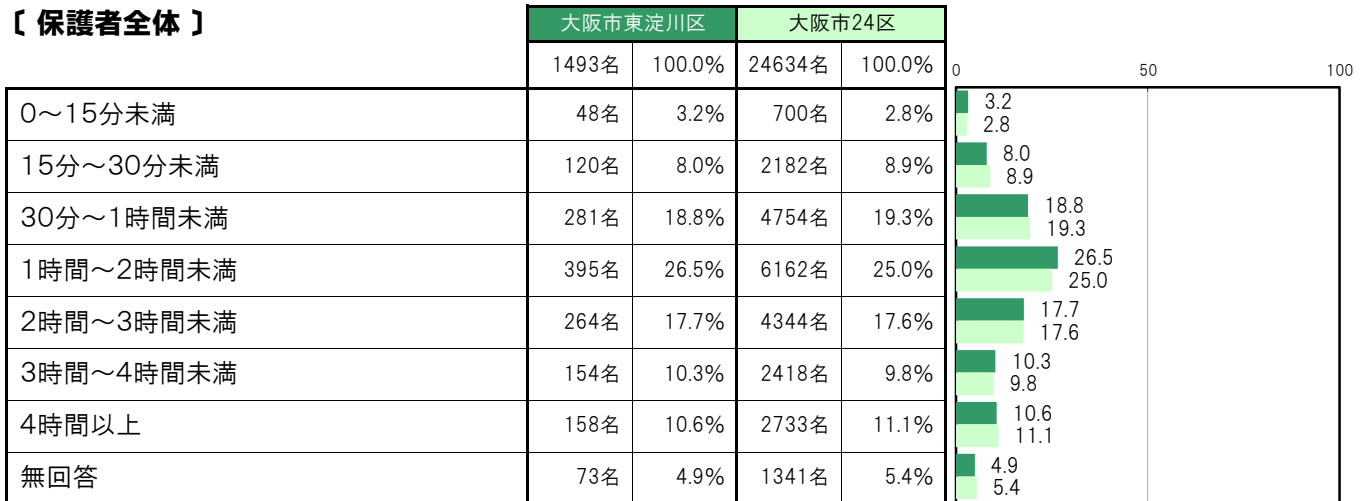 〔 保護者全体 〕
大阪市東淀川区 大阪市24区
1493名 100.0% 24634名 100.0%
0 50 100
0～15分未満 48名 3.2% 700名 2.8% 3.2 2.8
15分～30分未満 120名 8.0% 2182名 8.9% 8.0 8.9
30分～1時間未満 281名 18.8% 4754名 19.3% 18.8 19.3
1時間～2時間未満 395名 26.5% 6162名 25.0% 26.5 25.0
2時間～3時間未満 264名 17.7% 4344名 17.6% 17.7 17.6
3時間～4時間未満 154名 10.3% 2418名 9.8% 10.3 9.8
4時間以上 158名 10.6% 2733名 11.1% 10.6 11.1
無回答 73名 4.9% 1341名 5.4% 4.9 5.4